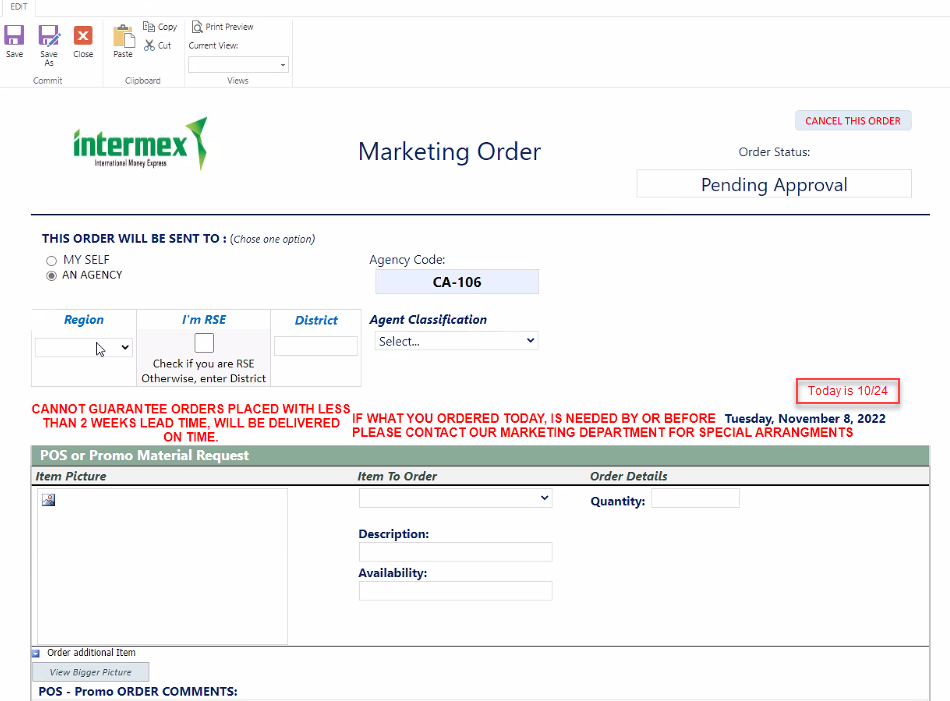 EDIT
Save
Save As
Close
Paste
Copy
Cut
Print Preview
Current View:
Commit
Clipboard
Views
intermex
International Money Express
Marketing Order
CANCEL THIS ORDER
Order Status:
Pending Approval
THIS ORDER WILL BE SENT TO : (Chose one option)
MY SELF
AN AGENCY
Agency Code:
CA-106
Region
I'm RSE
District
Check if you are RSE
Otherwise, enter District
Agent Classification
Select...
Today is 10/24
CANNOT GUARANTEE ORDERS PLACED WITH LESS
THAN 2 WEEKS LEAD TIME, WILL BE DELIVERED
ON TIME.
IF WHAT YOU ORDERED TODAY, IS NEEDED BY OR BEFORE Tuesday, November 8, 2022
PLEASE CONTACT OUR MARKETING DEPARTMENT FOR SPECIAL ARRANGMENTS
POS or Promo Material Request
Item Picture
Item To Order
Order Details
Quantity:
Description:
Availability:
Order additional Item
View Bigger Picture
POS - Promo ORDER COMMENTS: